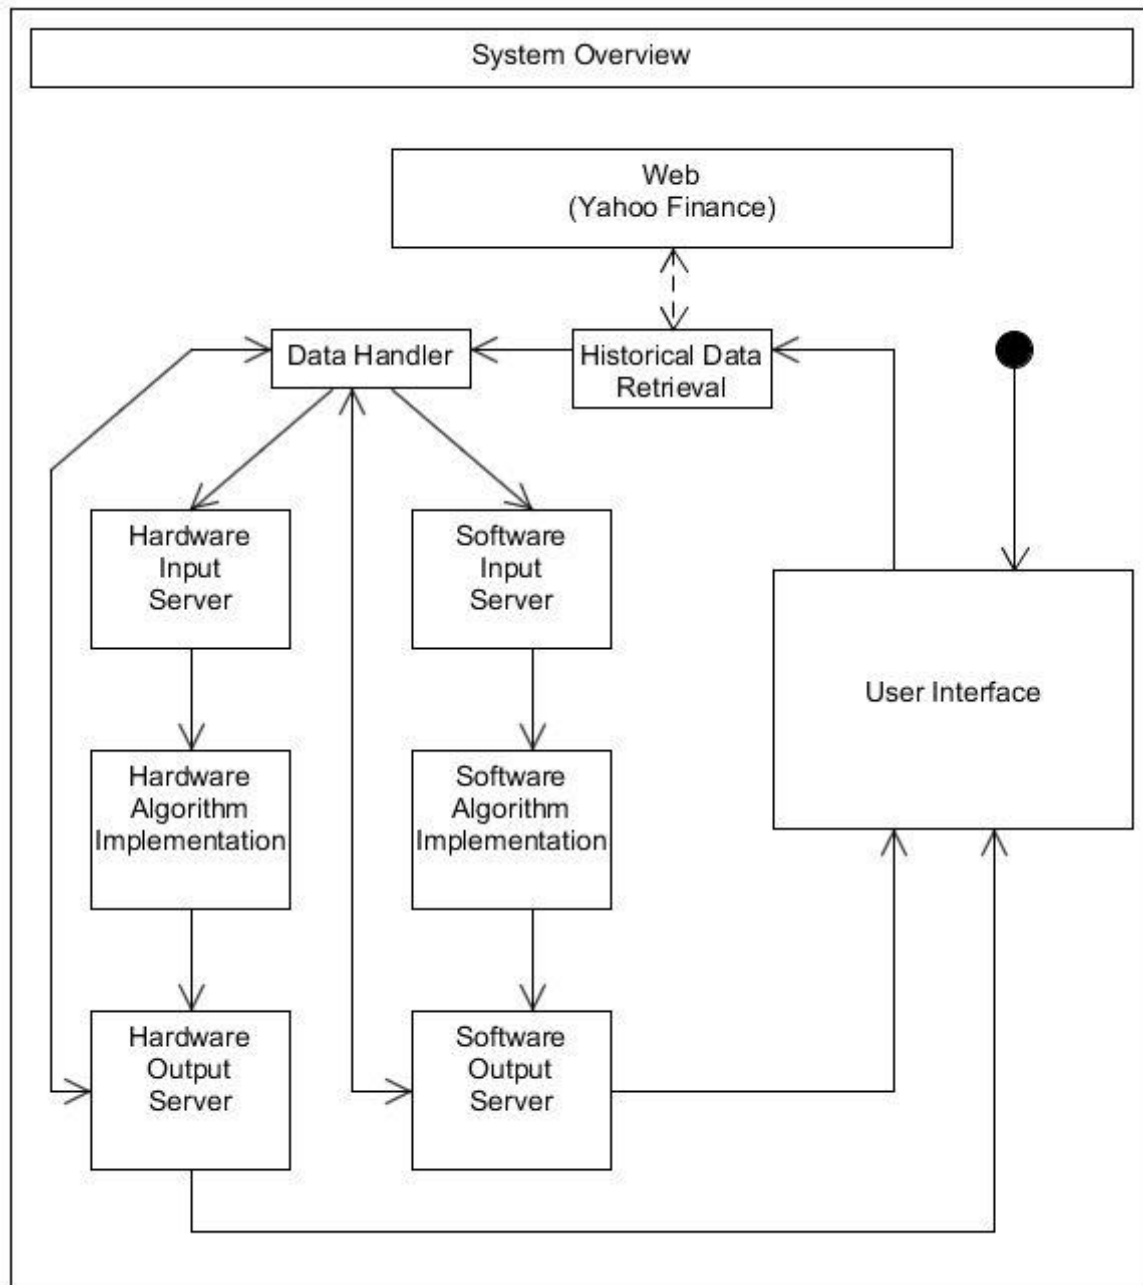 System Overview
Web
(Yahoo Finance)
Data Handler
Historical Data
Retrieval
Hardware
Input
Server
Software
Input
Server
User Interface
Hardware
Algorithm
Implementation
Software
Algorithm
Implementation
Hardware
Output
Server
Software
Output
Server